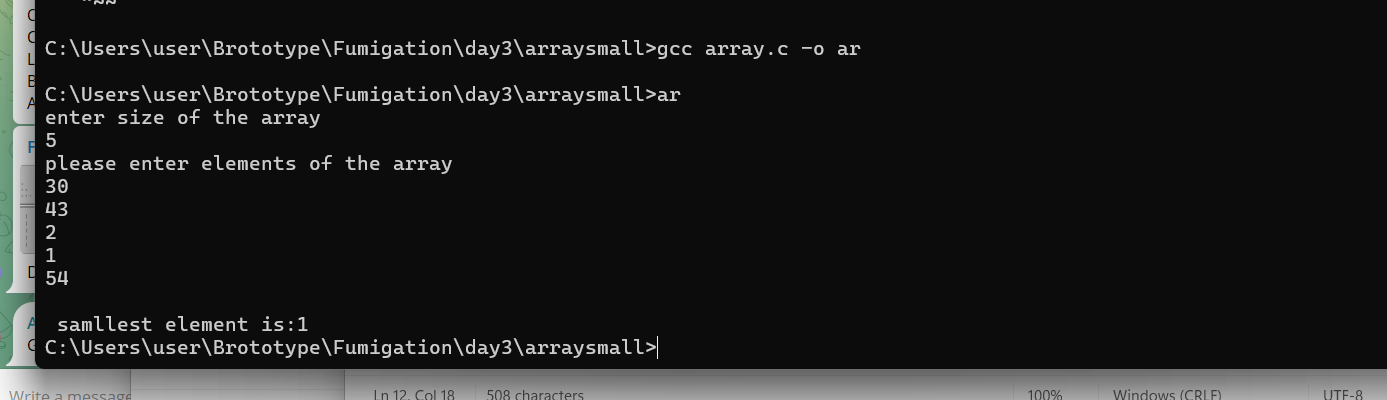 C:\Users\user\Brototype\Fumigation\day3\arraysmall>gcc array.c -o ar
C:\Users\user\Brototype\Fumigation\day3\arraysmall>ar
enter size of the array
5
please enter elements of the array
30
43
2
1
54
samllest element is:1
C:\Users\user\Brototype\Fumigation\day3\arraysmall>
Write a message
Ln 12, Col 18
508 characters
100%
Windows (CRLF)
UTF-8